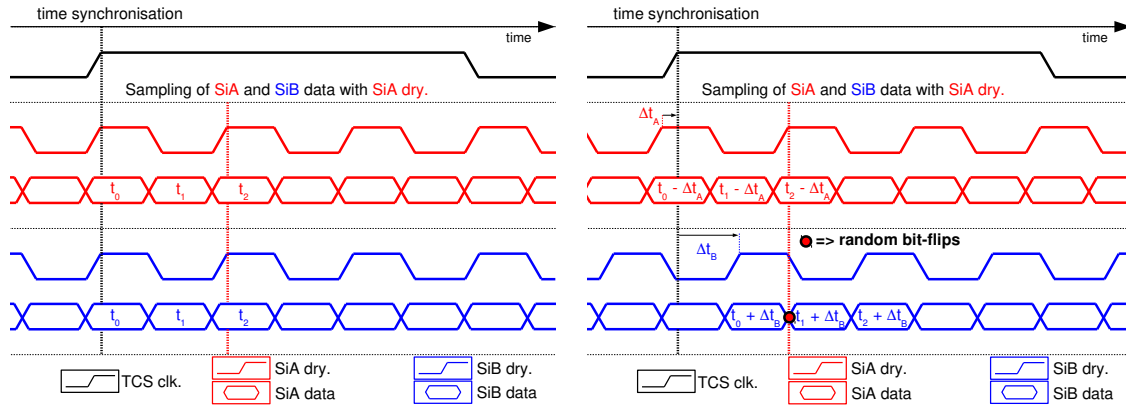 time synchronisation
time
Sampling of SiA and SiB data with SiA dry.
t0
t1
t2
t0
t1
t2
TCS clk.
SiA dry.
SiA data
SiB dry.
SiB data
time synchronisation
time
Sampling of SiA and SiB data with SiA dry.
ΔtA
t0 - ΔtA
t1 - ΔtA
t2 - ΔtA
=> random bit-flips
ΔtB
t0 + ΔtB
t1 + ΔtB
t2 + ΔtB
TCS clk.
SiA dry.
SiA data
SiB dry.
SiB data